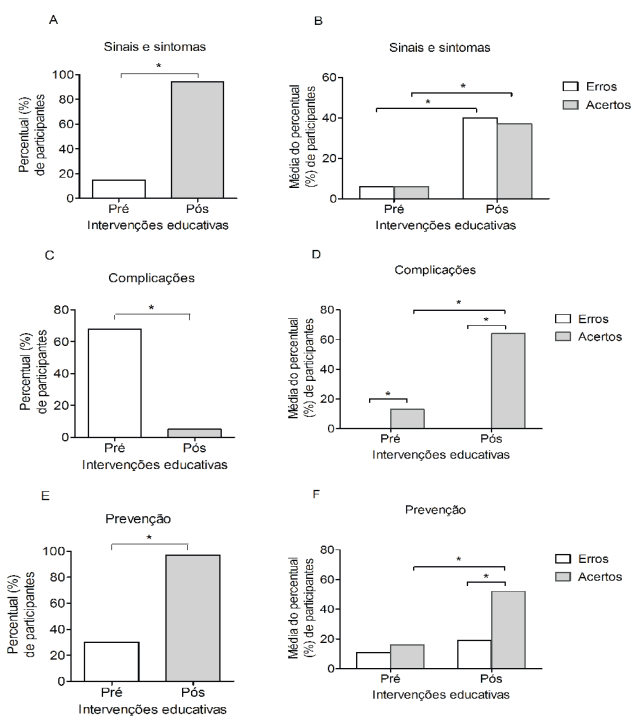 A
Sinais e sintomas
*
Percentual (%)
de participantes
100
80
60
40
20
0
Pré
Pós
Intervenções educativas
B
Sinais e sintomas
Erros
Acertos
*
*
Média do percentual
(%) de participantes
60
40
20
0
Pré
Pós
Intervenções educativas
C
Complicações
*
Percentual (%)
de participantes
80
60
40
20
0
Pré
Pós
Intervenções educativas
D
Complicações
Erros
Acertos
*
*
*
Média do percentual
(%) de participantes
80
60
40
20
0
Pré
Pós
Intervenções educativas
E
Prevenção
*
Percentual (%)
de participantes
100
80
60
40
20
0
Pré
Pós
Intervenções educativas
F
Prevenção
Erros
Acertos
*
*
Média do percentual
(%) de participantes
80
60
40
20
0
Pré
Pós
Intervenções educativas